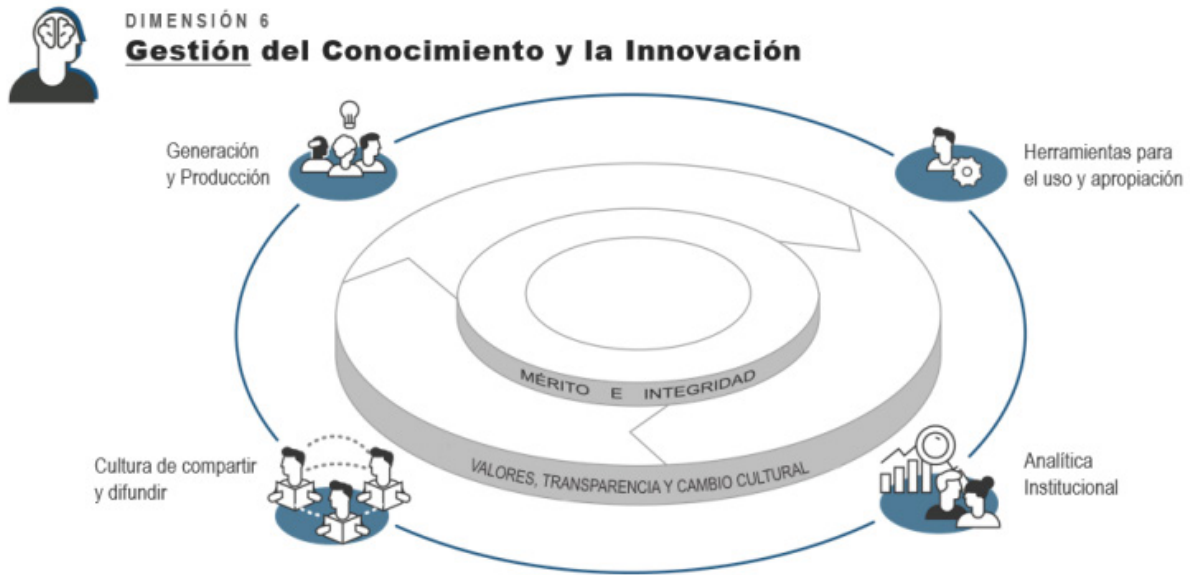 DIMENSIÓN 6
Gestión del Conocimiento y la Innovación
Generación
y Producción
Herramientas para
el uso y apropiación
MÉRITO E INTEGRIDAD
VALORES, TRANSPARENCIA Y CAMBIO CULTURAL
Cultura de compartir
y difundir
Analítica
Institucional